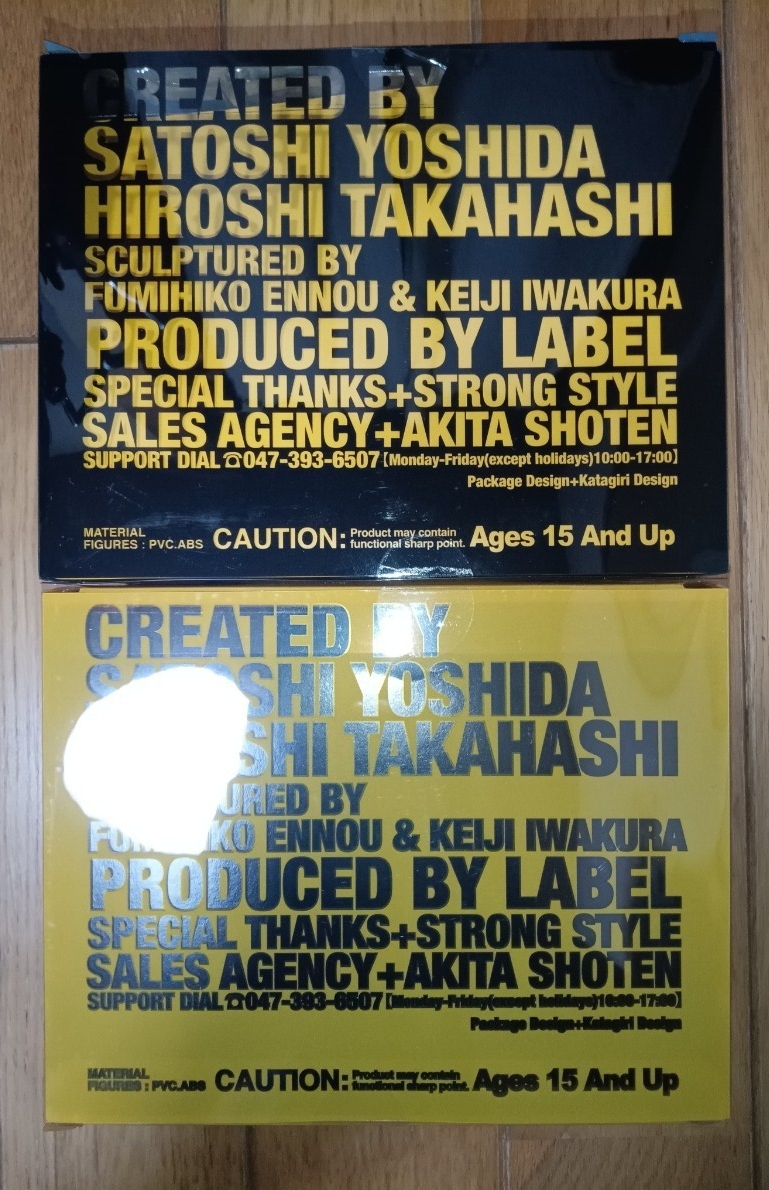 CREATED BY
SATOSHI YOSHIDA
HIROSHI TAKAHASHI
SCULPTURED BY
FUMIHIKO ENNOU & KEIJI IWAKURA
PRODUCED BY LABEL
SPECIAL THANKS+STRONG STYLE
SALES AGENCY+AKITA SHOTEN
SUPPORT DIAL☎047-393-6507【Monday-Friday(except holidays)10:00-17:00】
Package Design+Katagiri Design
MATERIAL
FIGURES : PVC.ABS
CAUTION:
Product may contain
functional sharp point.
Ages 15 And Up
CREATED BY
YOSHIDA
TAKAHASHI
BY
ENNOU & KEIJI IWAKURA
PRODUCED BY LABEL
SPECIAL THANKS+STRONG STYLE
SALES AGENCY+AKITA SHOTEN
SUPPORT DIAL☎047-393-6507【Monday-Friday(except holidays)10:00-17:00】
Package Design+Katagiri Design
MATERIAL
FIGURES : PVC.ABS
CAUTION:
Product may contain
functional sharp point.
Ages 15 And Up